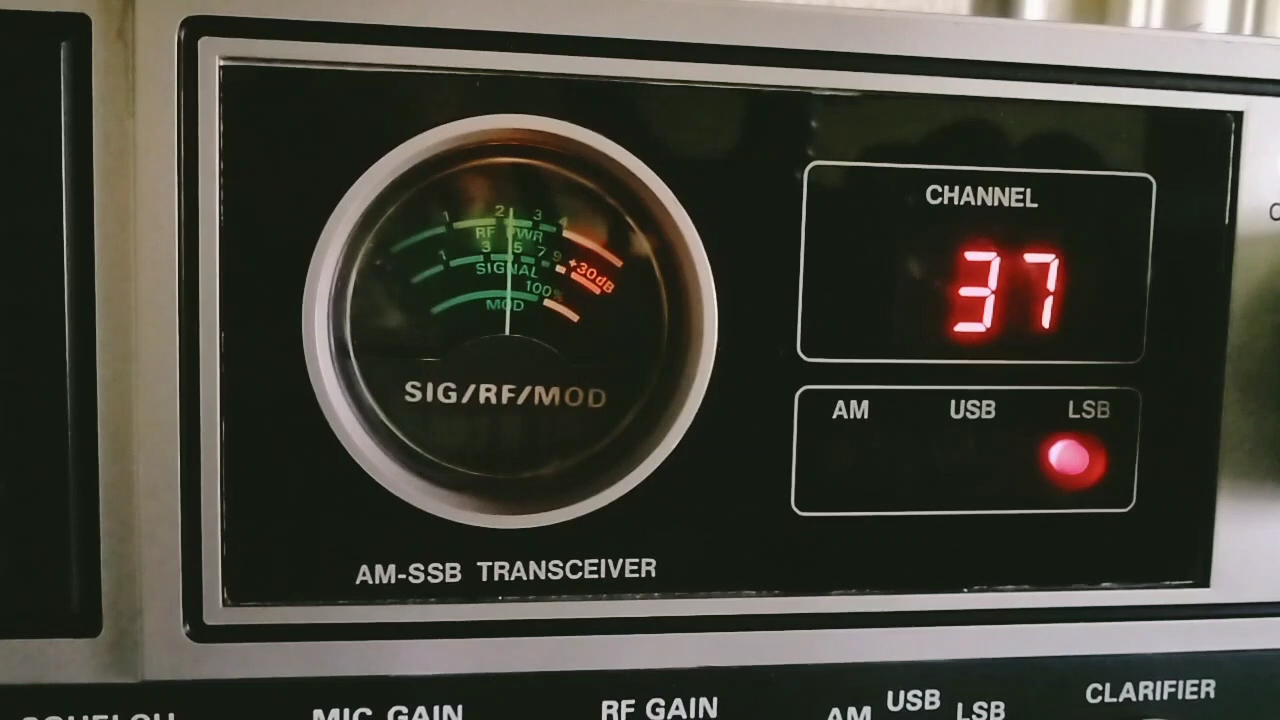 1 2 3 4
RF PWR
1 3 5 7 9 +30dB
SIGNAL
100%
MOD
SIG/RF/MOD
AM-SSB TRANSCEIVER
CHANNEL
37
AM USB LSB
SQUELCH MIC GAIN RF GAIN AM USB LSB CLARIFIER